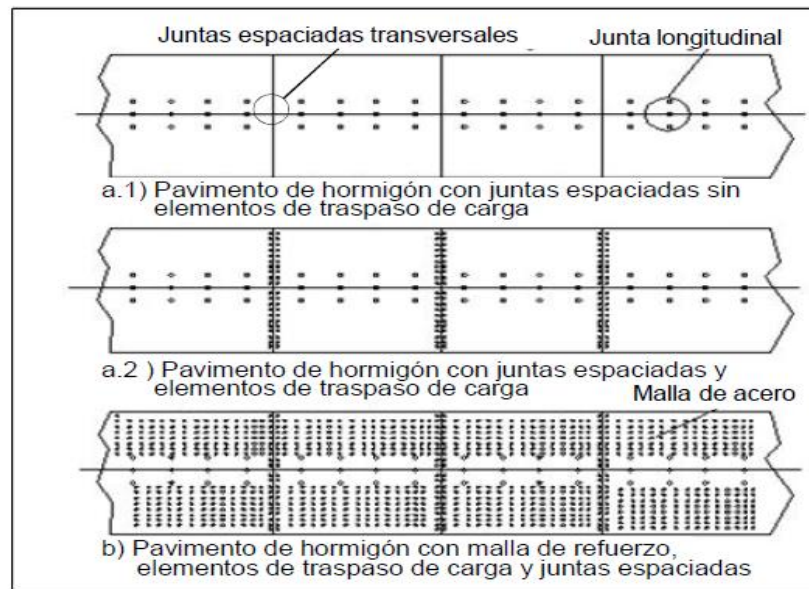 Juntas espaciadas transversales
Junta longitudinal
a.1) Pavimento de hormigón con juntas espaciadas sin
elementos de traspaso de carga
a.2 ) Pavimento de hormigón con juntas espaciadas y
elementos de traspaso de carga
Malla de acero
b) Pavimento de hormigón con malla de refuerzo,
elementos de traspaso de carga y juntas espaciadas